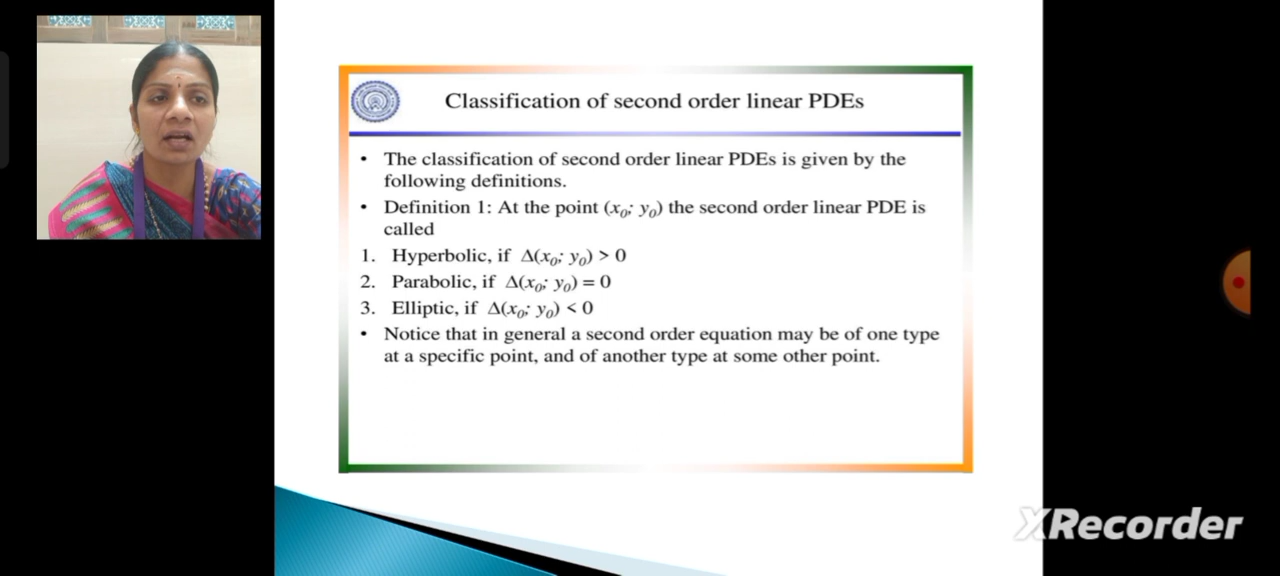 Classification of second order linear PDEs
• The classification of second order linear PDEs is given by the
following definitions.
• Definition 1: At the point (x₀; y₀) the second order linear PDE is
called
1. Hyperbolic, if Δ(x₀; y₀) > 0
2. Parabolic, if Δ(x₀; y₀) = 0
3. Elliptic, if Δ(x₀; y₀) < 0
• Notice that in general a second order equation may be of one type
at a specific point, and of another type at some other point.
XRecorder